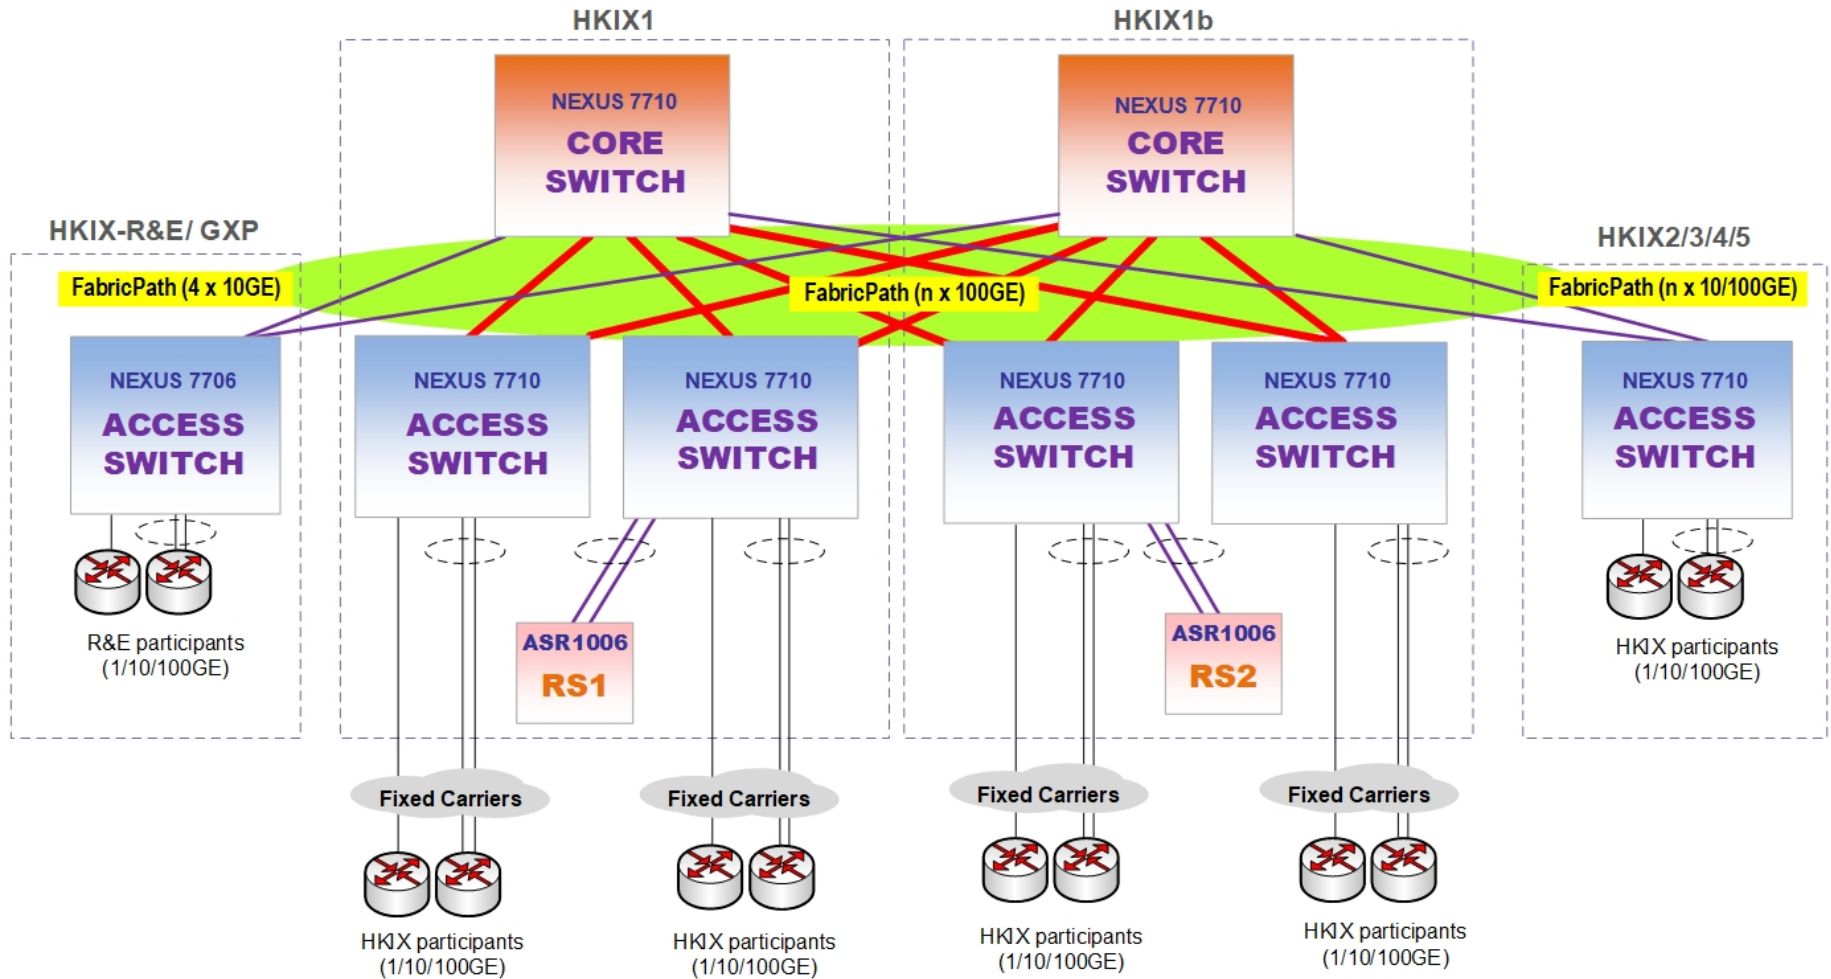 HKIX1
HKIX1b
NEXUS 7710
CORE
SWITCH
NEXUS 7710
CORE
SWITCH
HKIX-R&E/ GXP
HKIX2/3/4/5
FabricPath (4 x 10GE)
FabricPath (n x 100GE)
FabricPath (n x 10/100GE)
NEXUS 7706
ACCESS
SWITCH
NEXUS 7710
ACCESS
SWITCH
NEXUS 7710
ACCESS
SWITCH
NEXUS 7710
ACCESS
SWITCH
NEXUS 7710
ACCESS
SWITCH
NEXUS 7710
ACCESS
SWITCH
R&E participants
(1/10/100GE)
ASR1006
RS1
ASR1006
RS2
HKIX participants
(1/10/100GE)
Fixed Carriers
Fixed Carriers
Fixed Carriers
Fixed Carriers
HKIX participants
(1/10/100GE)
HKIX participants
(1/10/100GE)
HKIX participants
(1/10/100GE)
HKIX participants
(1/10/100GE)